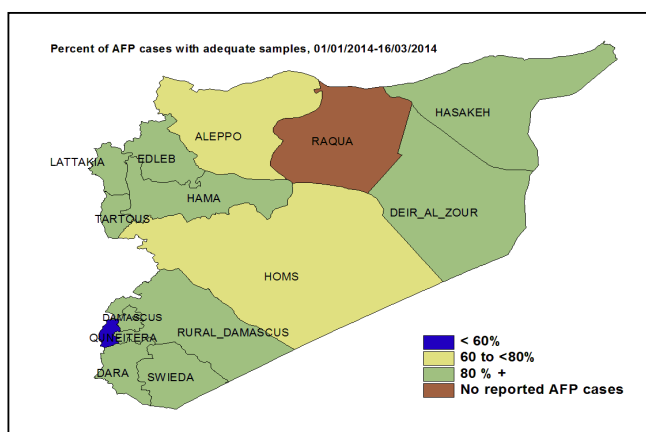 Percent of AFP cases with adequate samples, 01/01/2014-16/03/2014
HASAKEH
ALEPPO
RAQUA
LATTAKIA
EDLEB
HAMA
DEIR_AL_ZOUR
TARTOUS
HOMS
DAMASCUS
QUNEITERA
RURAL_DAMASCUS
DARA
SWIEDA
< 60%
60 to <80%
80 % +
No reported AFP cases